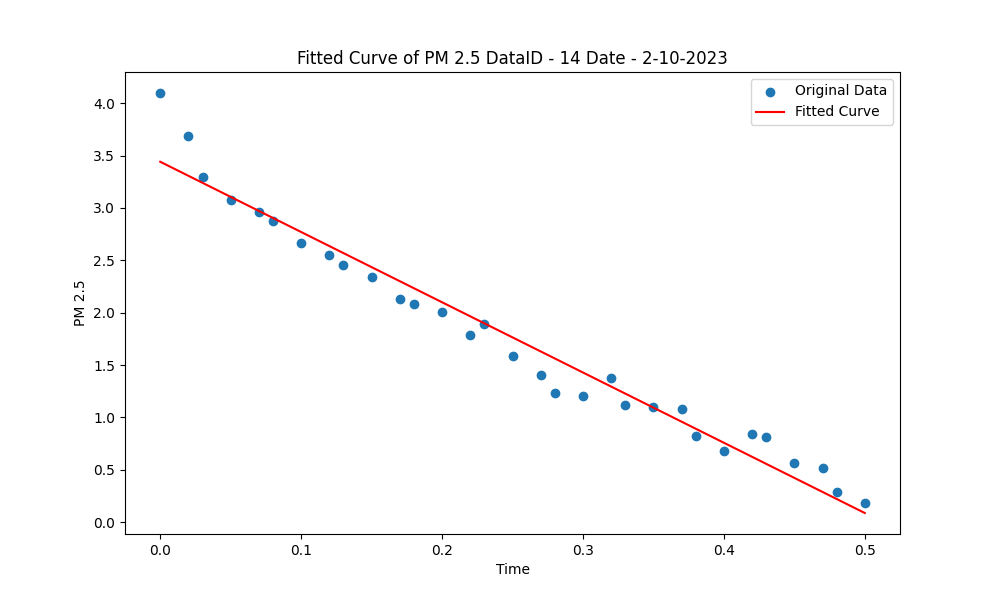 Fitted Curve of PM 2.5 DataID - 14 Date - 2-10-2023
Original Data
Fitted Curve
4.0
3.5
3.0
2.5
2.0
1.5
1.0
0.5
0.0
PM 2.5
0.0 0.1 0.2 0.3 0.4 0.5
Time